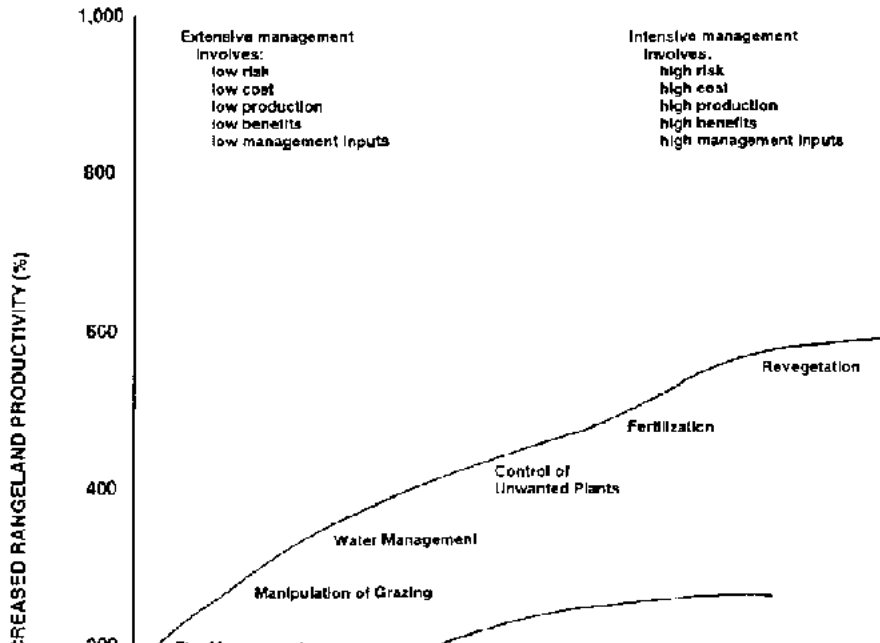 1,000
Extensive management
Involves:
low risk
low cost
low production
low benefits
low management inputs
Intensive management
Involves.
high risk
high cost
high production
high benefits
high management inputs
800
600
Revegetation
Fertilization
Control of
Unwanted Plants
400
Water Management
Manipulation of Grazing
REASED RANGELAND PRODUCTIVITY (%)